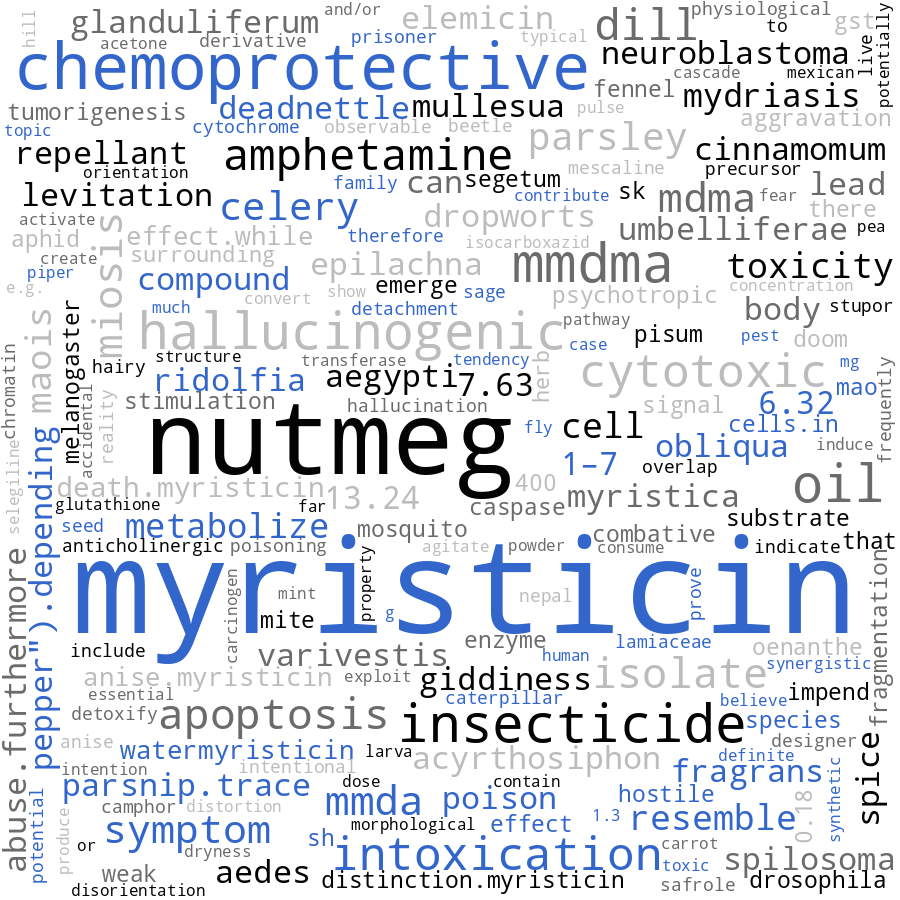 hill
glanduliferum
and/or
elemicin
dill
physiological
gst
potentially
acetone
derivative
prisoner
typical
to
live
chemoprotective
neuroblastoma
cascade
mexican
tumorigenesis
deadnettle
mullesua
fennel
pulse
mydriasis
topic
cytochrome
observable
beetle
parsley
aggravation
repellant
orientation
amphetamine
mescaline
cinnamomum
precursor
levitation
family
can
segetum
contribute
sk
mdma
fear
lead
celery
activate
miosis
dropworts
there
aphid
effect.while
therefore
isocarboxazid
umbelliferae
pea
create
surrounding
epilachna
mmdma
toxicity
piper
compound
emerge
sage
concentration
e.g.
much
convert
show
detachment
psychotropic
body
stupor
maois
melanogaster
hallucinogenic
pathway
pisum
pest
doom
chromatin
hairy
structure
transferase
tendency
case
herb
aegypti
7.63
cytotoxic
mg
mao
frequently
ridolfia
accidental
reality
stimulation
hallucination
signal
6.32
nutmeg
fly
cell
cells.in
obliqua
induce
selegiline
pepper").depending
death.myristicin
13.24
1–7
400
overlap
oil
glutathione
far
caspase
myristica
seed
metabolize
mosquito
combative
substrate
anticholinergic
poisoning
agitate
powder
consume
indicate
that
abuse.furthermore
myristicin
property
carcinogen
mint
g
nepal
prove
fragmentation
mite
include
enzyme
lamiaceae
oenanthe
varivestis
human
synergistic
anise.myristicin
exploit
giddiness
isolate
essential
caterpillar
believe
impend
detoxify
apoptosis
insecticide
species
anise
watermyristicin
larva
designer
intention
intentional
acyrthosiphon
definite
spice
parsnip.trace
dose
contain
fragrans
potential
produce
camphor
distortion
mmda
poison
hostile
0.18
synthetic
symptom
morphological
effect
1.3
resemble
or
dryness
sh
intoxication
carrot
spilosoma
weak
aedes
toxic
disorientation
distinction.myristicin
safrole
drosophila